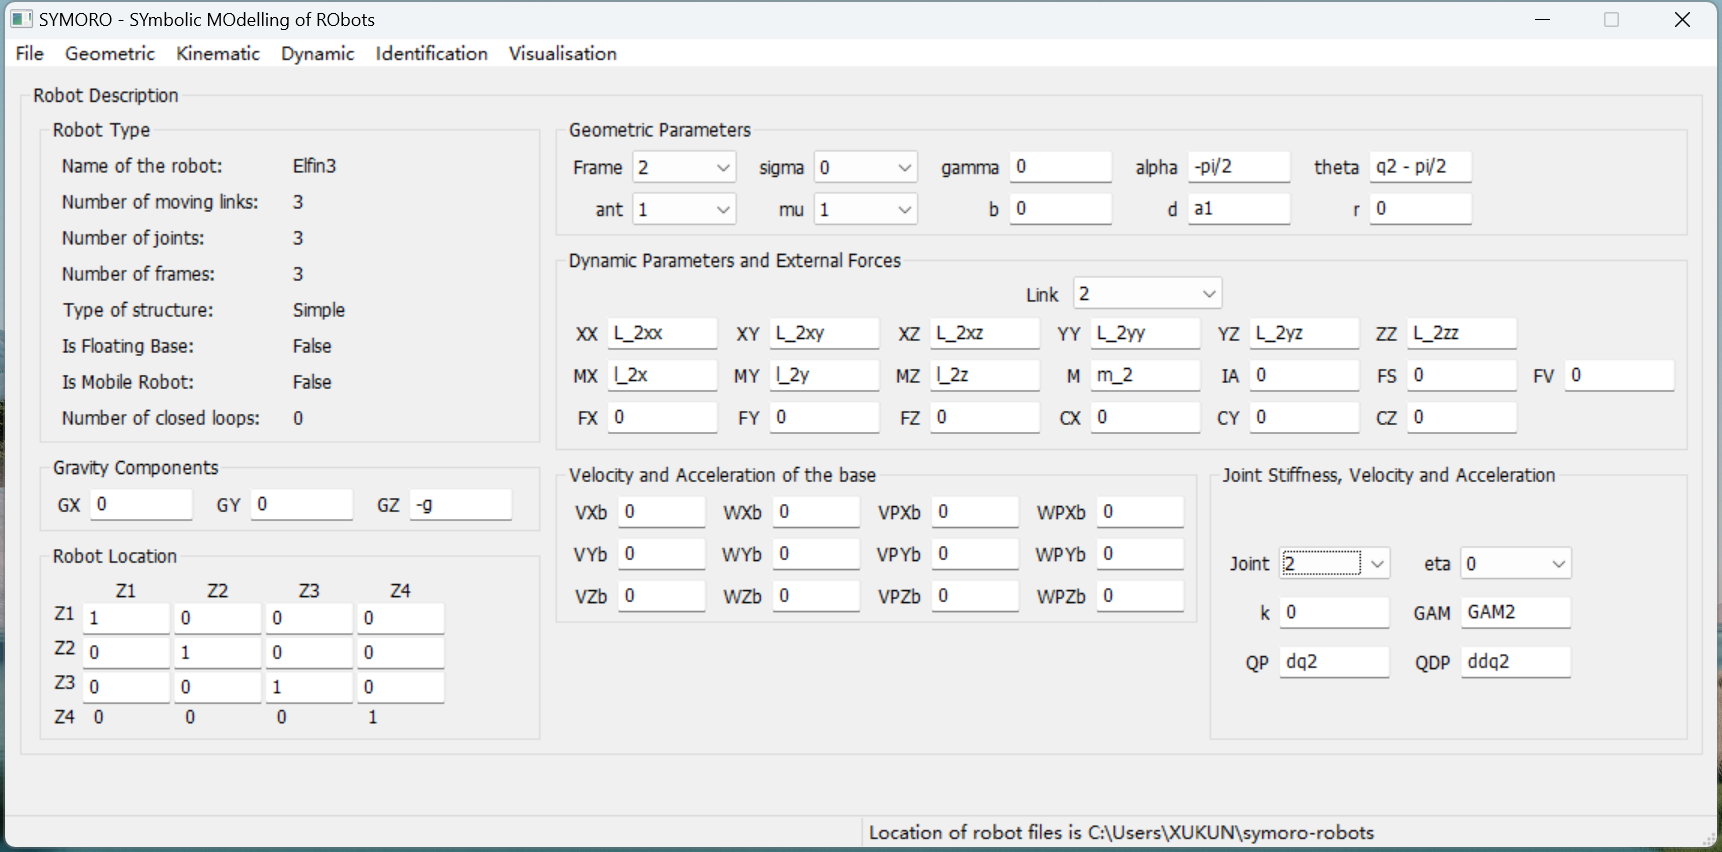 SYMORO - SYmbolic MOdelling of RObots
File Geometric Kinematic Dynamic Identification Visualisation
Robot Description
Robot Type
Name of the robot: Elfin3
Number of moving links: 3
Number of joints: 3
Number of frames: 3
Type of structure: Simple
Is Floating Base: False
Is Mobile Robot: False
Number of closed loops: 0
Gravity Components
GX 0 GY 0 GZ -g
Robot Location
Z1 Z2 Z3 Z4
Z1 1 0 0 0
Z2 0 1 0 0
Z3 0 0 1 0
Z4 0 0 0 1
Geometric Parameters
Frame 2 sigma 0 gamma 0 alpha -pi/2 theta q2 - pi/2
ant 1 mu 1 b 0 d a1 r 0
Dynamic Parameters and External Forces
Link 2
XX L_2xx XY L_2xy XZ L_2xz YY L_2yy YZ L_2yz ZZ L_2zz
MX l_2x MY l_2y MZ l_2z M m_2 IA 0 FS 0 FV 0
FX 0 FY 0 FZ 0 CX 0 CY 0 CZ 0
Velocity and Acceleration of the base
VXb 0 WXb 0 VPXb 0 WPXb 0
VYb 0 WYb 0 VPYb 0 WPYb 0
VZb 0 WZb 0 VPZb 0 WPZb 0
Joint Stiffness, Velocity and Acceleration
Joint 2 eta 0
k 0 GAM GAM2
QP dq2 QDP ddq2
Location of robot files is C:\Users\XUKUN\symoro-robots